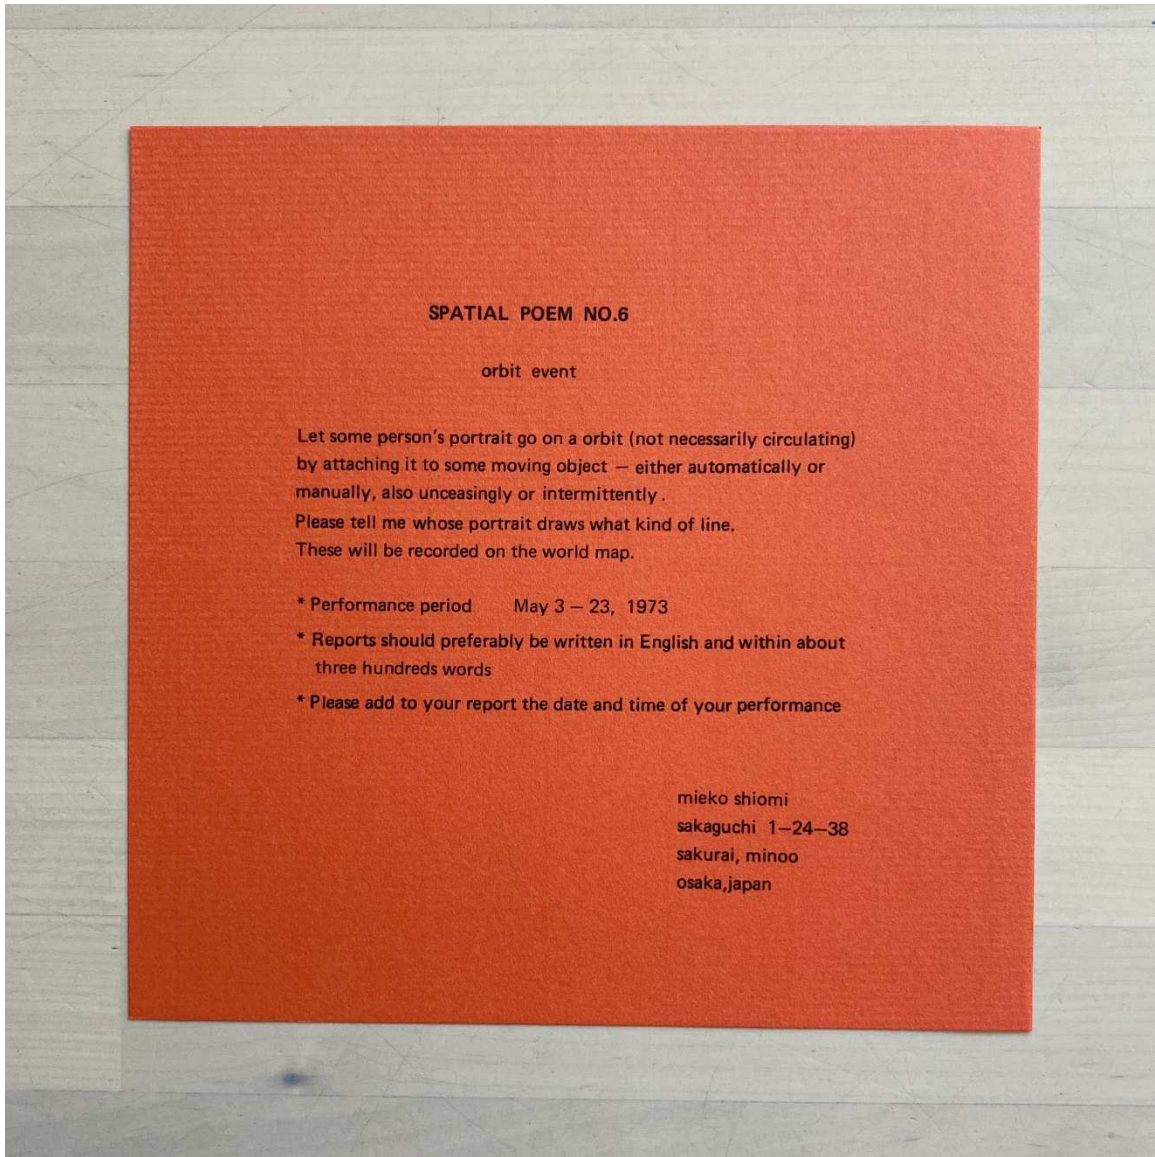 SPATIAL POEM NO.6
orbit event
Let some person's portrait go on a orbit (not necessarily circulating)
by attaching it to some moving object — either automatically or
manually, also unceasingly or intermittently.
Please tell me whose portrait draws what kind of line.
These will be recorded on the world map.
* Performance period May 3 – 23, 1973
* Reports should preferably be written in English and within about
three hundreds words
* Please add to your report the date and time of your performance
mieko shiomi
sakaguchi 1–24–38
sakurai, minoo
osaka,japan